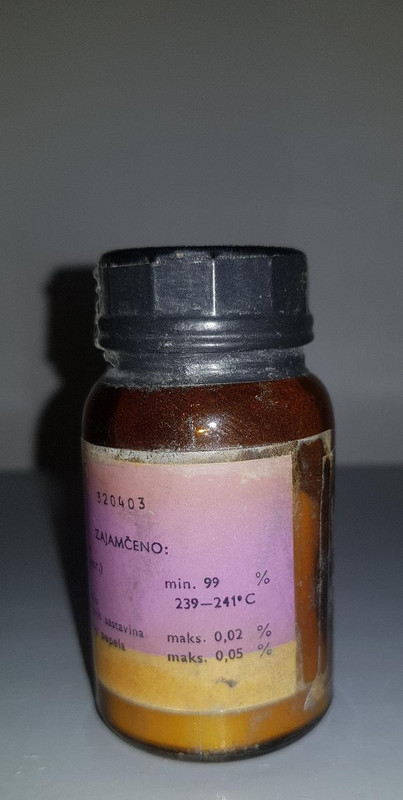 320403
ZAJAMČENO:
min. 99 %
239—241° C
sastavina maks. 0,02 %
pepela maks. 0,05 %